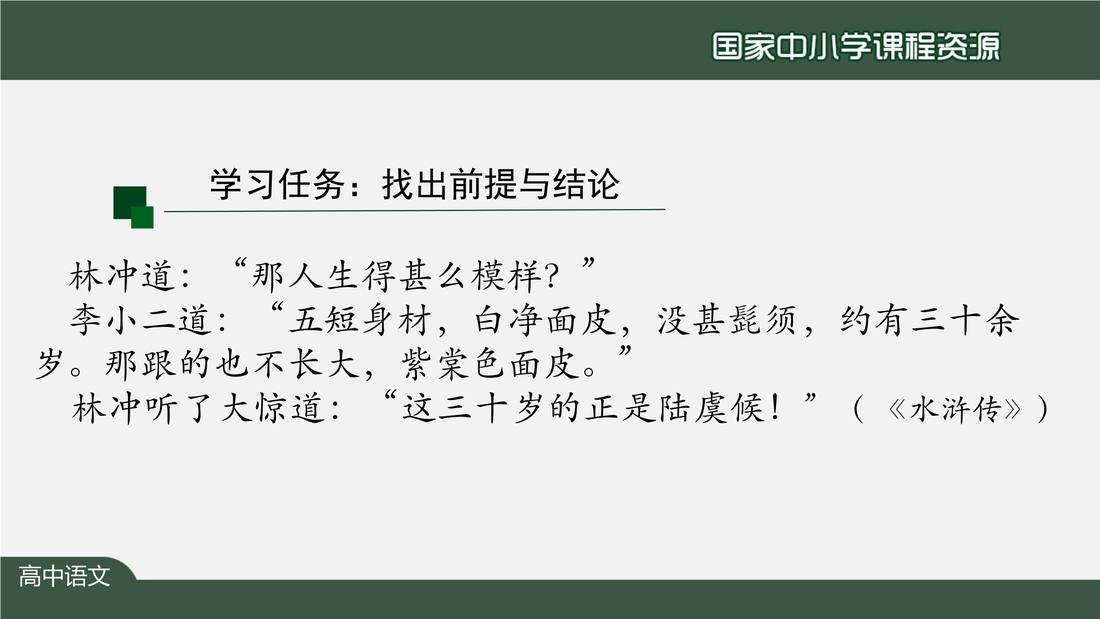 国家中小学课程资源
学习任务：找出前提与结论
林冲道：“那人生得甚么模样？”
李小二道：“五短身材，白净面皮，没甚髭须，约有三十余
岁。那跟的也不长大，紫棠色面皮。”
林冲听了大惊道：“这三十岁的正是陆虞候！”（《水浒传》）
高中语文